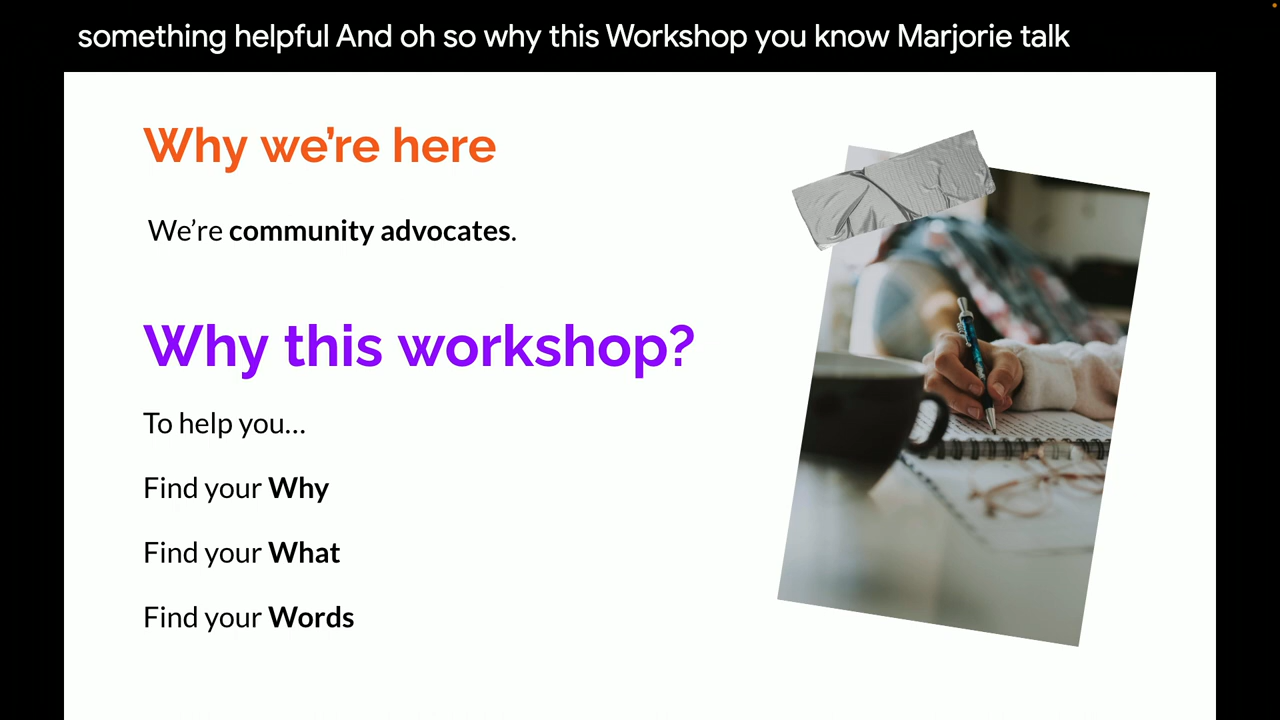 something helpful And oh so why this Workshop you know Marjorie talk
Why we’re here
We’re community advocates.
Why this workshop?
To help you...
Find your Why
Find your What
Find your Words